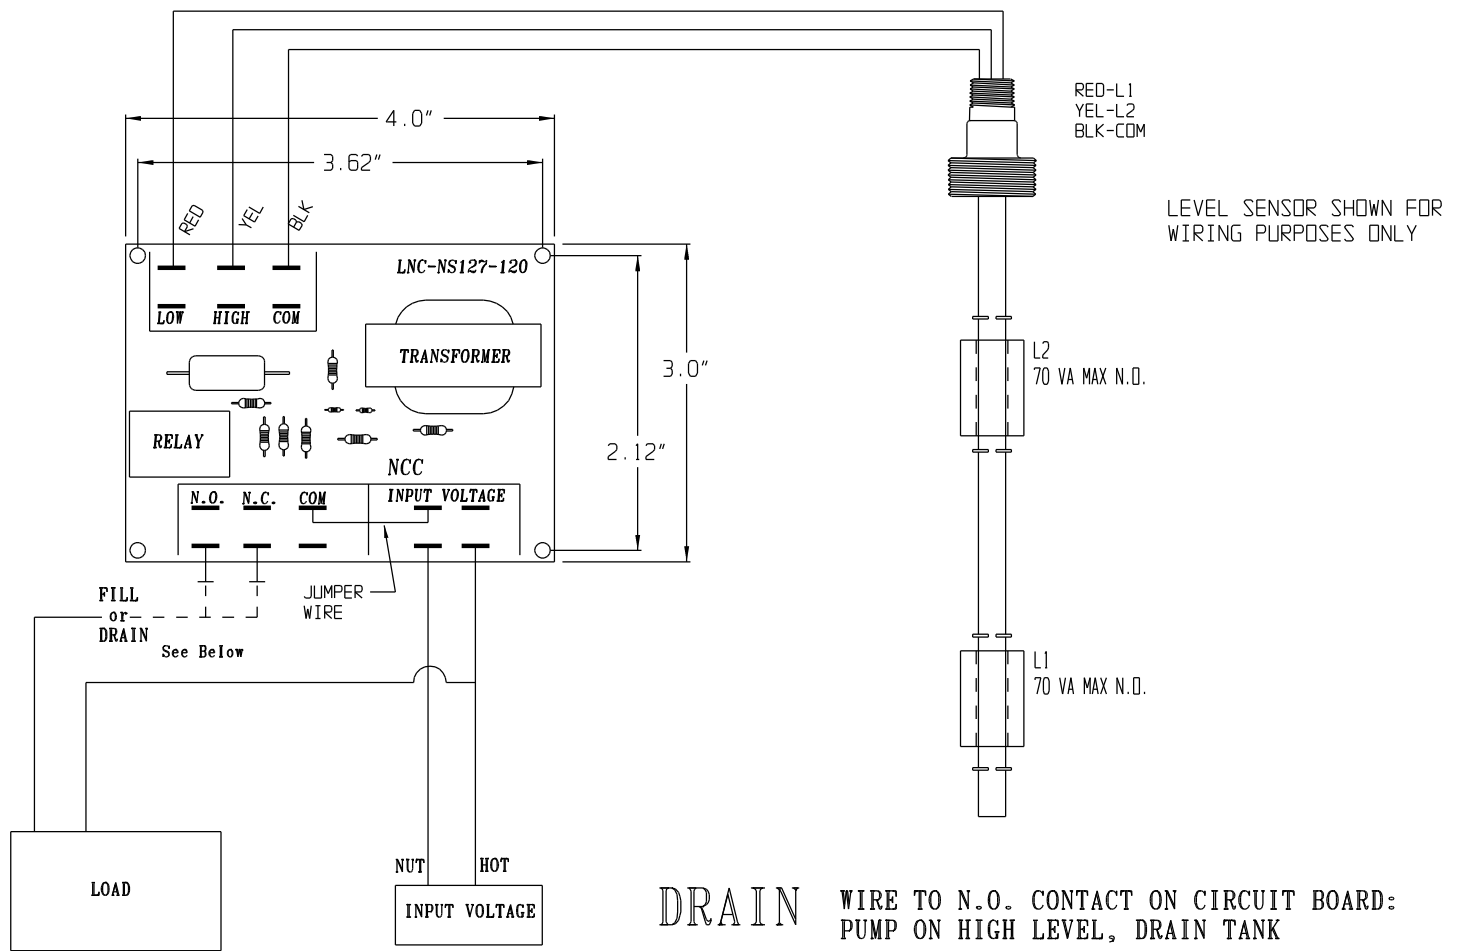 RED-L1
YEL-L2
BLK-COM
4.0"
3.62"
RED
YEL
BLK
LEVEL SENSOR SHOWN FOR
WIRING PURPOSES ONLY
LNC-NS127-120
LOW HIGH COM
TRANSFORMER
L2
70 VA MAX N.O.
3.0"
RELAY
2.12"
NCC
N.O. N.C. COM INPUT VOLTAGE
JUMPER
WIRE
FILL
or
DRAIN
See Below
L1
70 VA MAX N.O.
NUT HOT
LOAD
INPUT VOLTAGE
DRAIN WIRE TO N.O. CONTACT ON CIRCUIT BOARD:
PUMP ON HIGH LEVEL, DRAIN TANK